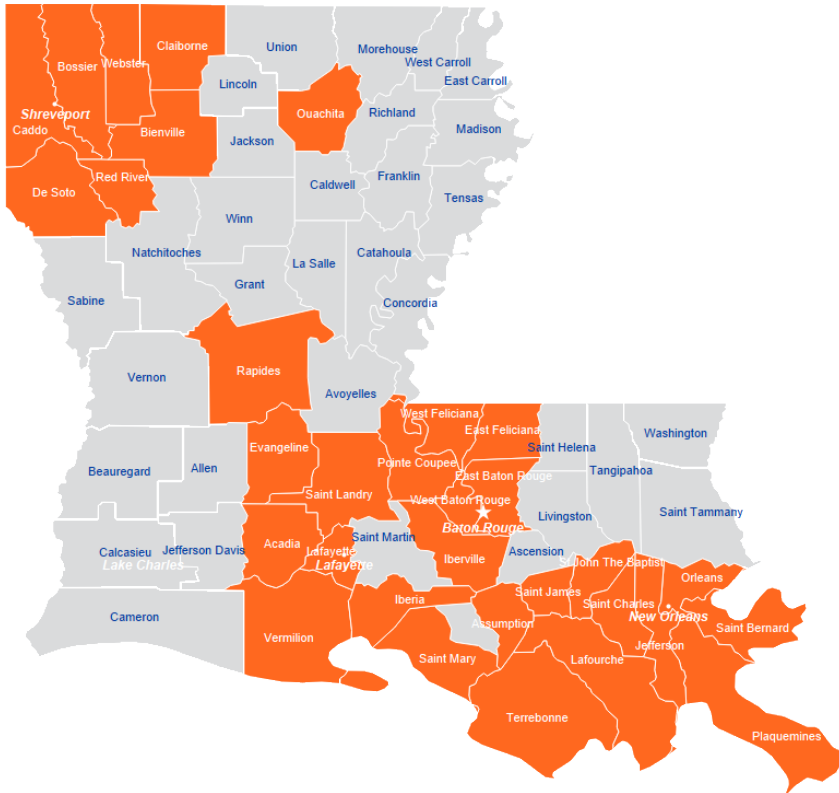 Claiborne
Union
Morehouse
West Carroll
East Carroll
Bossier
Webster
Lincoln
Ouachita
Richland
Madison
Shreveport
Caddo
Bienville
Jackson
Franklin
Caldwell
Tensas
De Soto
Red River
Winn
Natchitoches
La Salle
Catahoula
Grant
Concordia
Sabine
Rapides
Vernon
Avoyelles
West Feliciana
East Feliciana
Washington
Evangeline
Saint Helena
Pointe Coupee
Beauregard
Allen
East Baton Rouge
Tangipahoa
Saint Landry
West Baton Rouge
Saint Tammany
Livingston
Baton Rouge
Saint Martin
Acadia
Lafayette
Calcasieu
Jefferson Davis
Lake Charles
Lafayette
Iberville
Ascension
St John The Baptist
Orleans
Saint James
Iberia
Saint Charles
Cameron
New Orleans
Assumption
Saint Bernard
Vermilion
Jefferson
Saint Mary
Lafourche
Terrebonne
Plaquemines